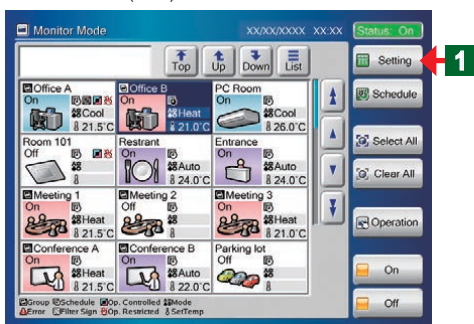 Monitor Mode XX/XX/XXXX XX:XX Status: On
Top Up Down List
Setting
1
Schedule
Select All
Clear All
Operation
On
Off
Office A
On
Cool
21.5°C
Office B
On
Heat
21.0°C
PC Room
On
Cool
26.0°C
Room 101
Off
Restrant
On
Auto
24.0°C
Entrance
On
Auto
24.0°C
Meeting 1
On
Heat
21.5°C
Meeting 2
Off
Meeting 3
On
Heat
21.0°C
Conference A
On
Heat
21.5°C
Conference B
On
Auto
22.0°C
Parking lot
Off
Group Schedule Op. Controlled Mode
Error Filter Sign Op. Restricted SetTemp